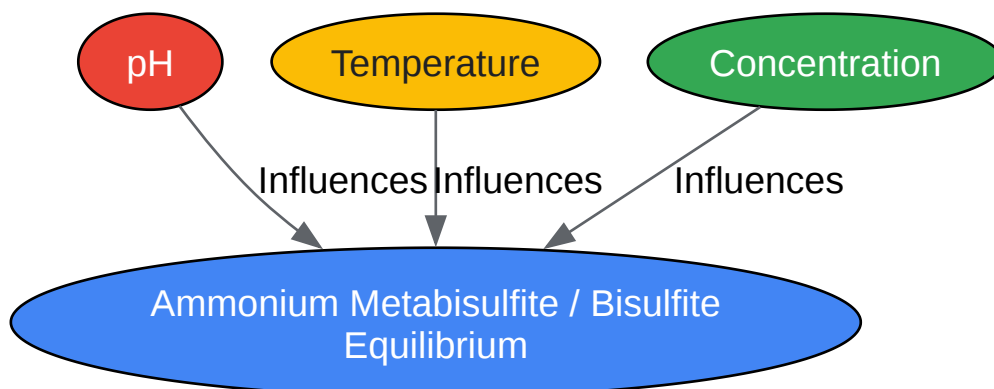 pH
Temperature
Concentration
Influences
Influences
Influences
Ammonium Metabisulfite / Bisulfite
Equilibrium